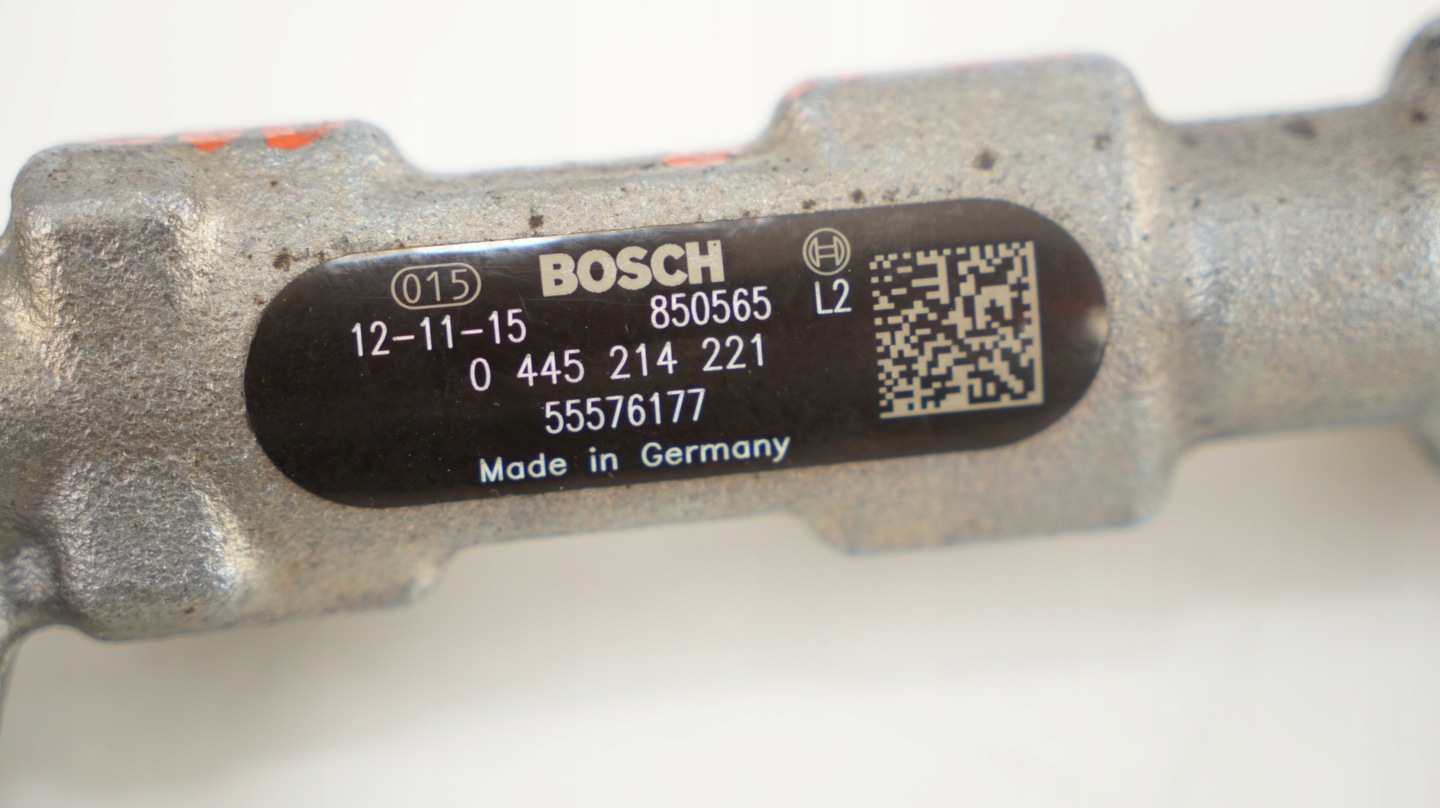 015 BOSCH
12-11-15 850565 L2
0 445 214 221
55576177
Made in Germany